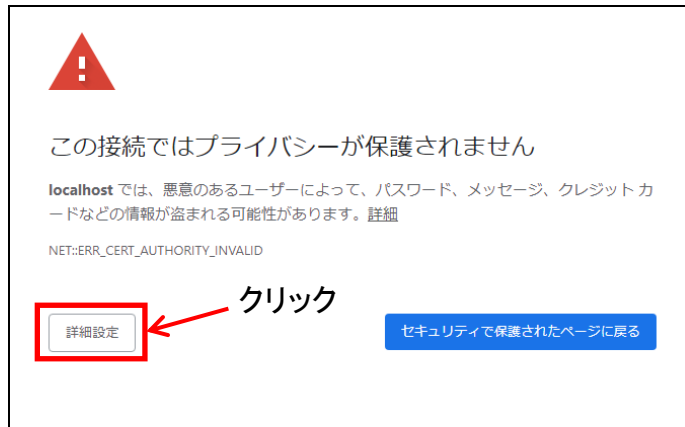 この接続ではプライバシーが保護されません
localhost では、悪意のあるユーザーによって、パスワード、メッセージ、クレジット カ
ードなどの情報が盗まれる可能性があります。詳細
NET::ERR_CERT_AUTHORITY_INVALID
クリック
詳細設定
セキュリティで保護されたページに戻る